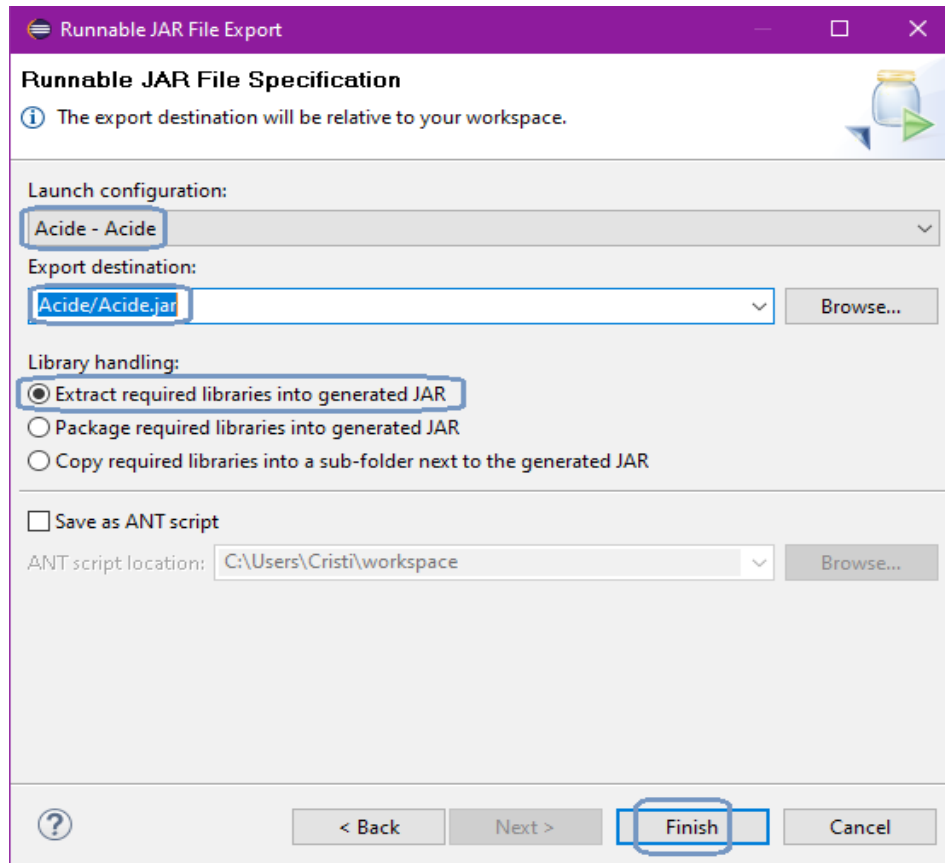 Runnable JAR File Export
Runnable JAR File Specification
The export destination will be relative to your workspace.
Launch configuration:
Acide - Acide
Export destination:
Acide/Acide.jar
Browse...
Library handling:
Extract required libraries into generated JAR
Package required libraries into generated JAR
Copy required libraries into a sub-folder next to the generated JAR
Save as ANT script
ANT script location: C:\Users\Cristi\workspace Browse...
? < Back Next > Finish Cancel